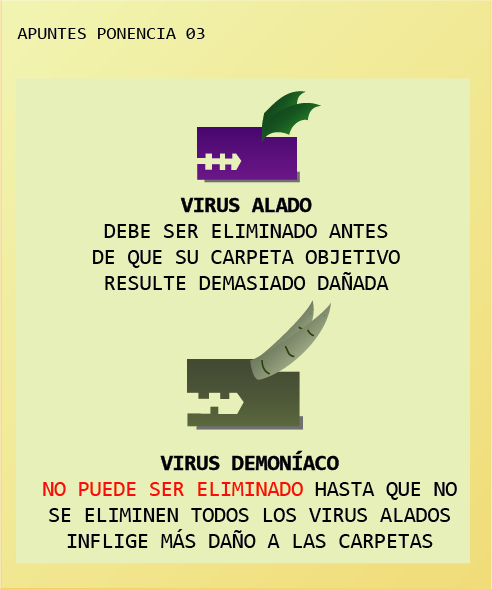 APUNTES PONENCIA 03
VIRUS ALADO
DEBE SER ELIMINADO ANTES
DE QUE SU CARPETA OBJETIVO
RESULTE DEMASIADO DAÑADA
VIRUS DEMONÍACO
NO PUEDE SER ELIMINADO HASTA QUE NO
SE ELIMINEN TODOS LOS VIRUS ALADOS
INFLIGE MÁS DAÑO A LAS CARPETAS